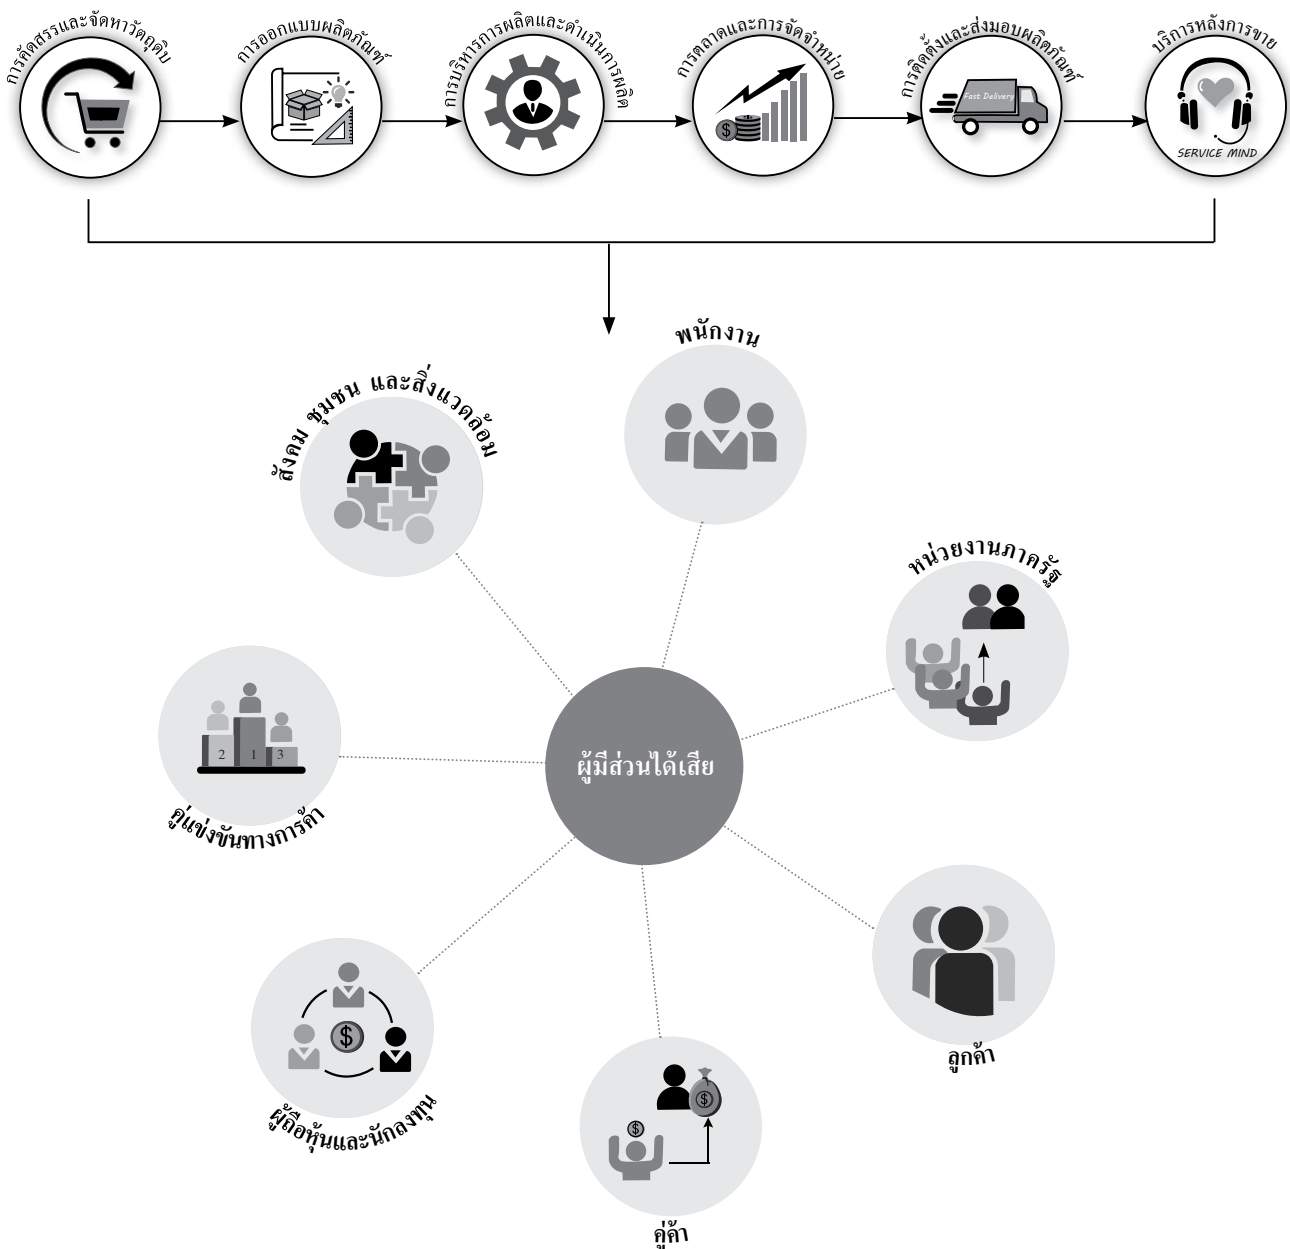 การคัดสรรและจัดหาวัตถุดิบ
การออกแบบผลิตภัณฑ์
การบริหารการผลิตและดำเนินการผลิต
การตลาดและการจัดจำหน่าย
การติดตั้งและส่งมอบผลิตภัณฑ์
บริการหลังการขาย
$
Fast Delivery
SERVICE MIND
พนักงาน
สังคม ชุมชน และสิ่งแวดล้อม
หน่วยงานภาครัฐ
2 1 3
คู่แข่งขันทางการค้า
ผู้มีส่วนได้เสีย
ลูกค้า
$
ผู้ถือหุ้นและนักลงทุน
$
$
คู่ค้า